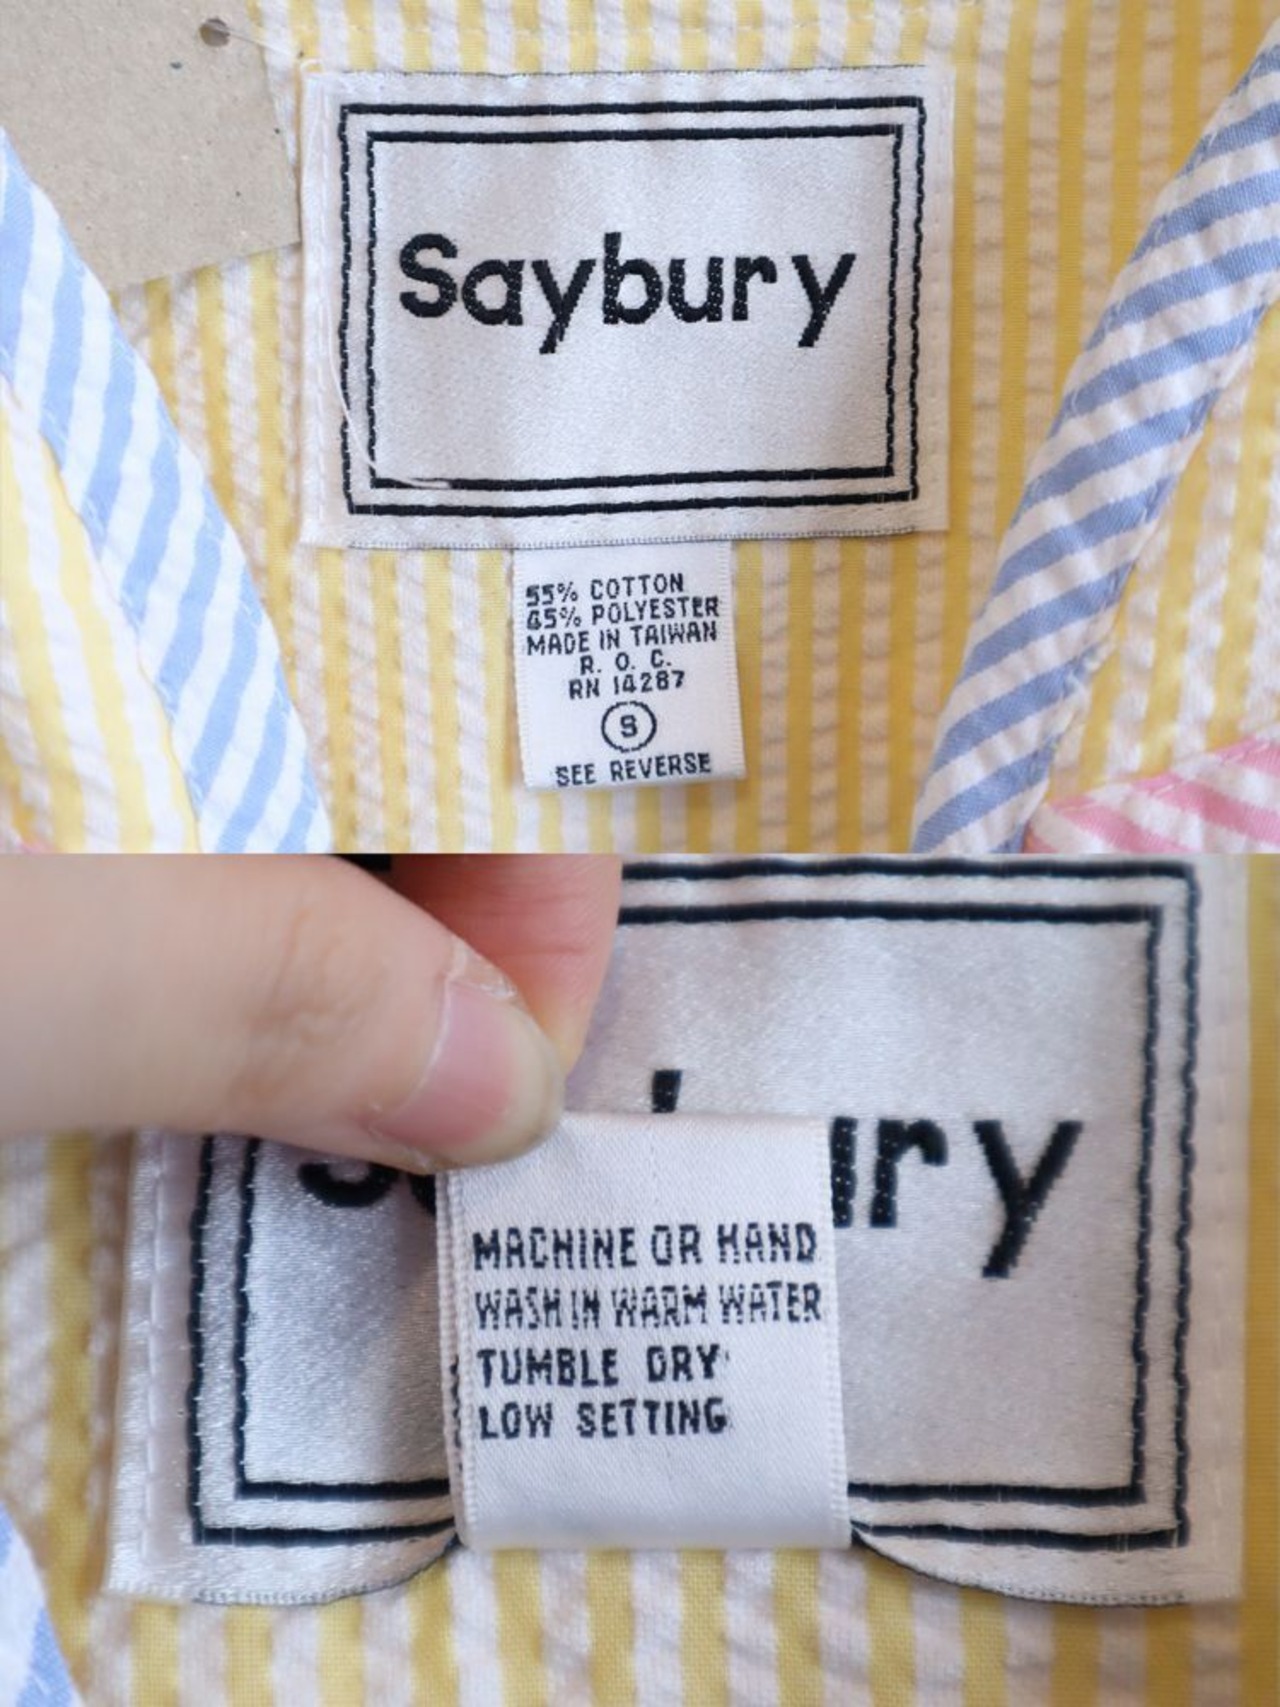 Saybury
55% COTTON
45% POLYESTER
MADE IN TAIWAN
R. O. C.
RN 14287
S
SEE REVERSE
ury
MACHINE OR HAND
WASH IN WARM WATER
TUMBLE DRY
LOW SETTING